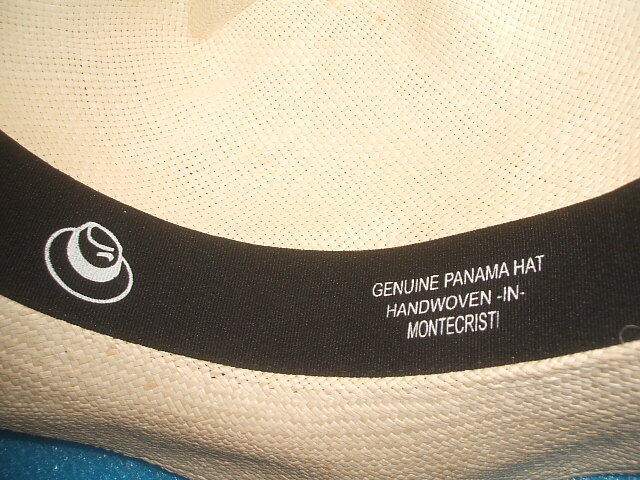 GENUINE PANAMA HAT
HANDWOVEN -IN-
MONTECRISTI